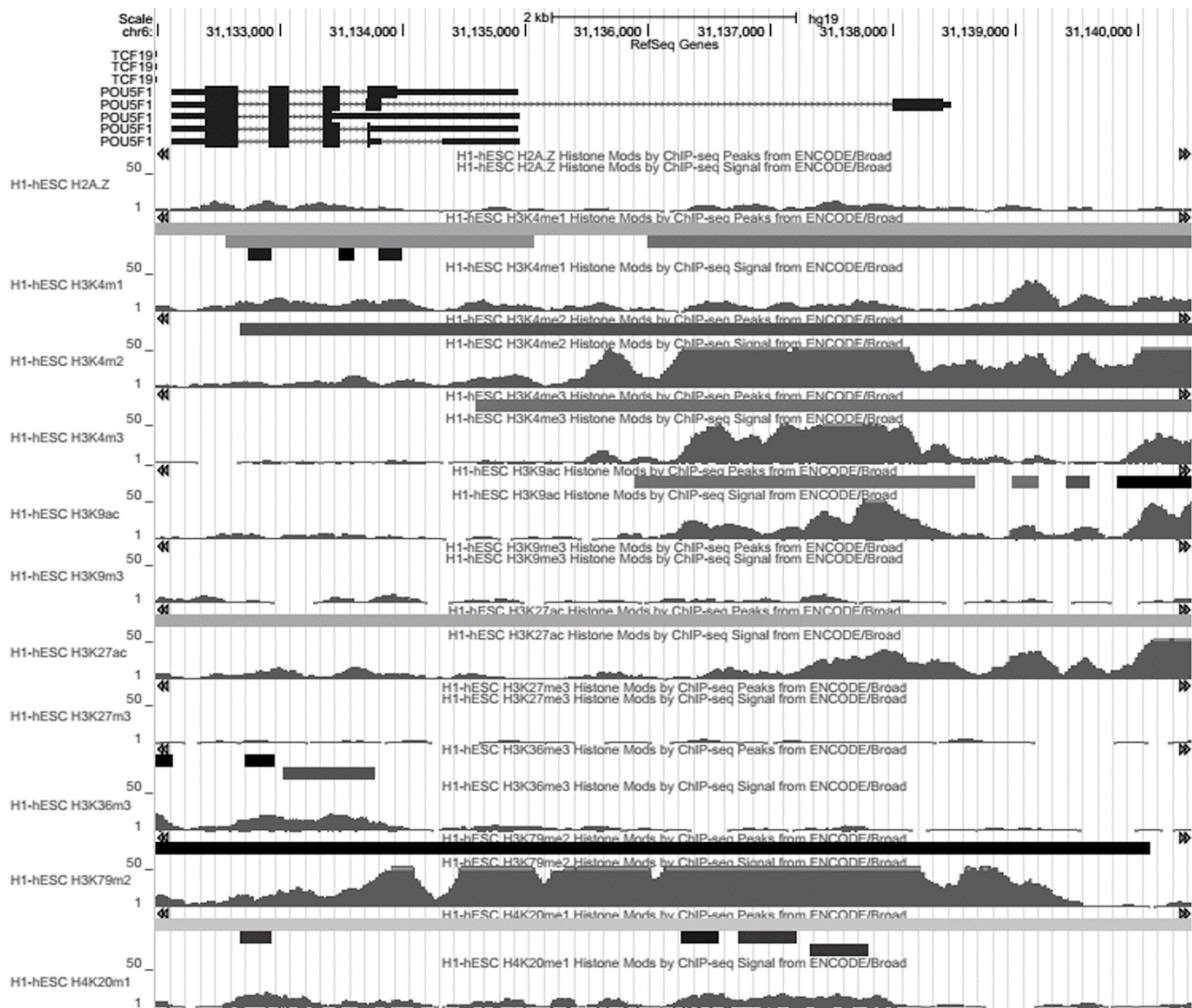 Scale 2 kb hg19
chr6: 31,133,000 31,134,000 31,135,000 31,136,000 31,137,000 31,138,000 31,139,000 31,140,000
RefSeq Genes
TCF19
TCF19
TCF19
POU5F1
POU5F1
POU5F1
POU5F1
POU5F1
H1-hESC H2A.Z Histone Mods by ChIP-seq Peaks from ENCODE/Broad
H1-hESC H2A.Z Histone Mods by ChIP-seq Signal from ENCODE/Broad
50
H1-hESC H2A.Z
1
H1-hESC H3K4me1 Histone Mods by ChIP-seq Peaks from ENCODE/Broad
H1-hESC H3K4me1 Histone Mods by ChIP-seq Signal from ENCODE/Broad
50
H1-hESC H3K4m1
1
H1-hESC H3K4me2 Histone Mods by ChIP-seq Peaks from ENCODE/Broad
H1-hESC H3K4me2 Histone Mods by ChIP-seq Signal from ENCODE/Broad
50
H1-hESC H3K4m2
1
H1-hESC H3K4me3 Histone Mods by ChIP-seq Peaks from ENCODE/Broad
H1-hESC H3K4me3 Histone Mods by ChIP-seq Signal from ENCODE/Broad
50
H1-hESC H3K4m3
1
H1-hESC H3K9ac Histone Mods by ChIP-seq Peaks from ENCODE/Broad
H1-hESC H3K9ac Histone Mods by ChIP-seq Signal from ENCODE/Broad
50
H1-hESC H3K9ac
1
H1-hESC H3K9me3 Histone Mods by ChIP-seq Peaks from ENCODE/Broad
H1-hESC H3K9me3 Histone Mods by ChIP-seq Signal from ENCODE/Broad
50
H1-hESC H3K9m3
1
H1-hESC H3K27ac Histone Mods by ChIP-seq Peaks from ENCODE/Broad
H1-hESC H3K27ac Histone Mods by ChIP-seq Signal from ENCODE/Broad
50
H1-hESC H3K27ac
1
H1-hESC H3K27me3 Histone Mods by ChIP-seq Peaks from ENCODE/Broad
H1-hESC H3K27me3 Histone Mods by ChIP-seq Signal from ENCODE/Broad
50
H1-hESC H3K27m3
1
H1-hESC H3K36me3 Histone Mods by ChIP-seq Peaks from ENCODE/Broad
H1-hESC H3K36me3 Histone Mods by ChIP-seq Signal from ENCODE/Broad
50
H1-hESC H3K36m3
1
H1-hESC H3K79me2 Histone Mods by ChIP-seq Peaks from ENCODE/Broad
H1-hESC H3K79me2 Histone Mods by ChIP-seq Signal from ENCODE/Broad
50
H1-hESC H3K79m2
1
H1-hESC H4K20me1 Histone Mods by ChIP-seq Peaks from ENCODE/Broad
H1-hESC H4K20me1 Histone Mods by ChIP-seq Signal from ENCODE/Broad
50
H1-hESC H4K20m1
1